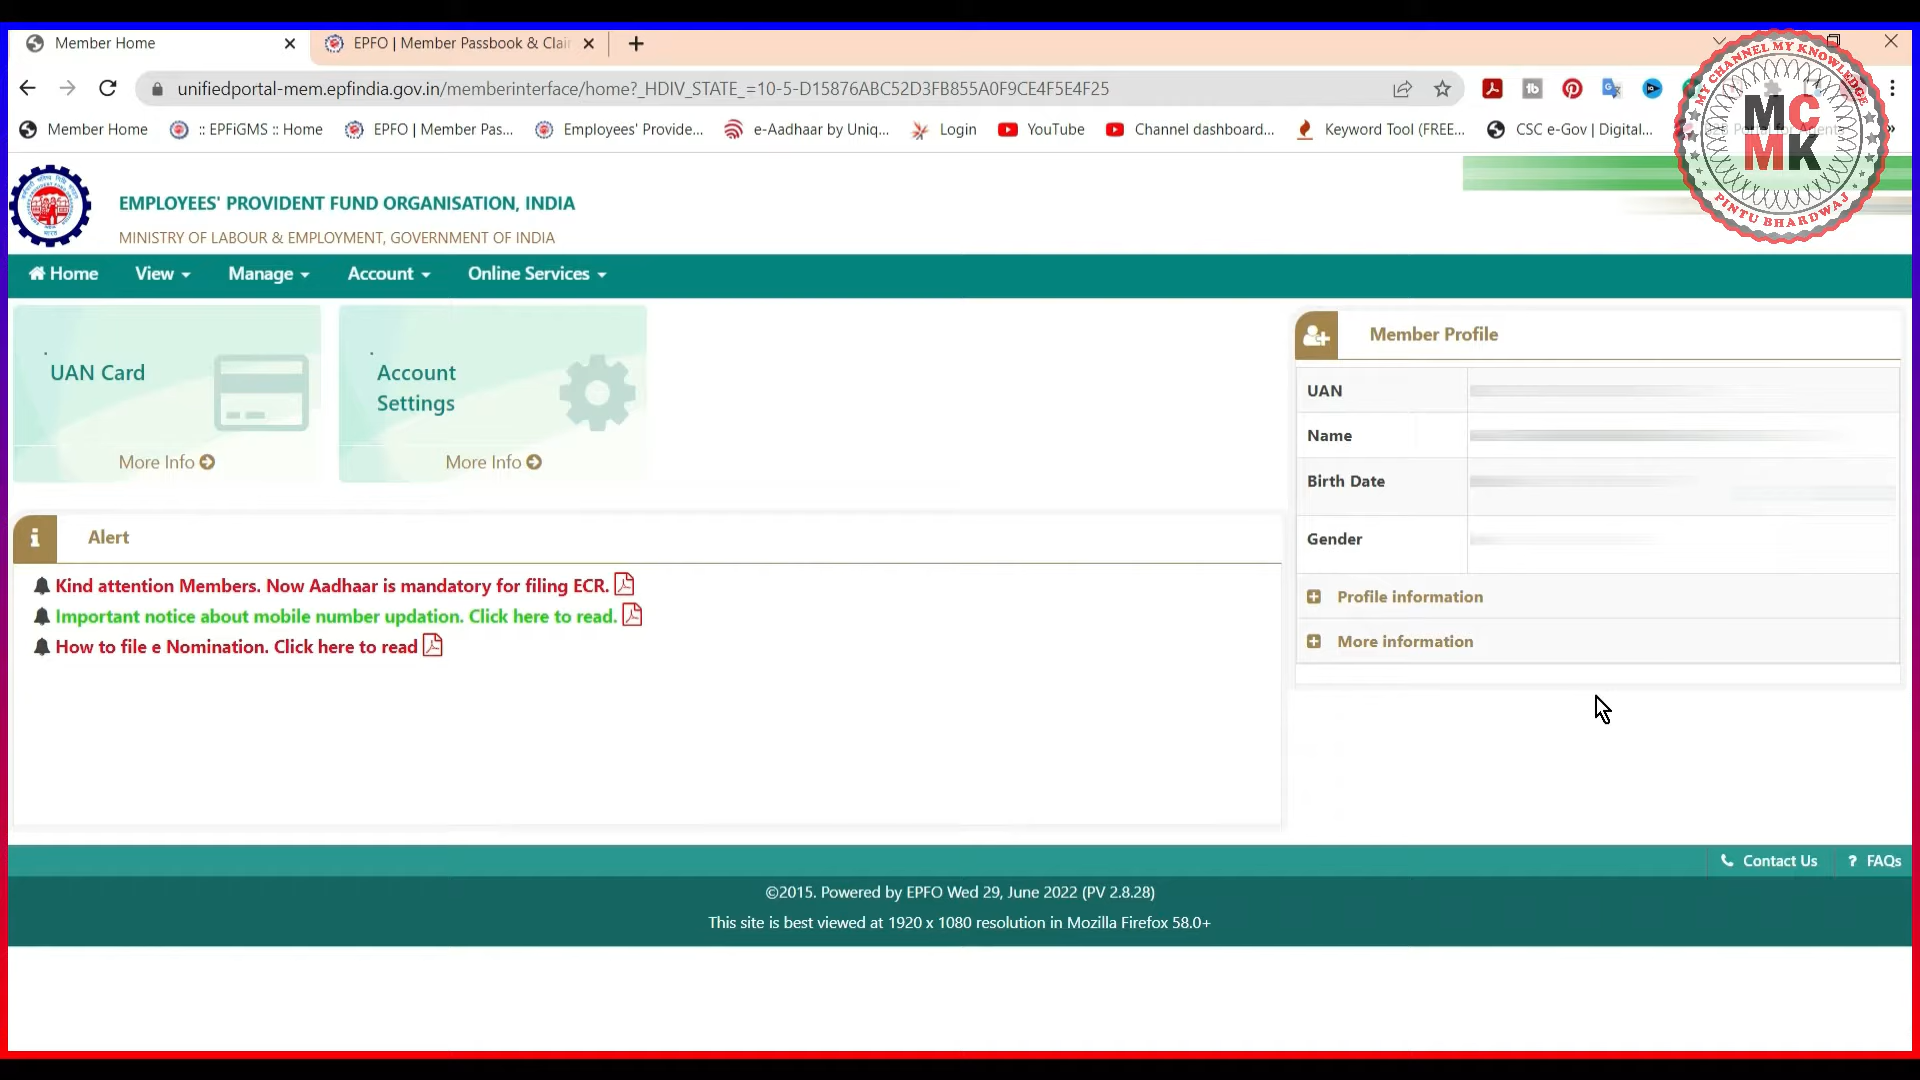 Member Home
EPFO | Member Passbook & Clai
unifiedportal-mem.epfindia.gov.in/memberinterface/home?_HDIV_STATE_=10-5-D15876ABC52D3FB855A0F9CE4F5E4F25
Member Home
:: EPFiGMS :: Home
EPFO | Member Pas...
Employees' Provide...
e-Aadhaar by Uniq...
Login
YouTube
Channel dashboard...
Keyword Tool (FREE...
CSC e-Gov | Digital...
MY CHANNEL MY KNOWLEDGE
MC
MK
PINTU BHARDWAJ
EMPLOYEES' PROVIDENT FUND ORGANISATION, INDIA
MINISTRY OF LABOUR & EMPLOYMENT, GOVERNMENT OF INDIA
Home
View
Manage
Account
Online Services
UAN Card
More Info
Account
Settings
More Info
Member Profile
UAN
Name
Birth Date
Gender
Profile information
More information
Alert
Kind attention Members. Now Aadhaar is mandatory for filing ECR.
Important notice about mobile number updation. Click here to read.
How to file e Nomination. Click here to read
Contact Us
? FAQs
©2015. Powered by EPFO Wed 29, June 2022 (PV 2.8.28)
This site is best viewed at 1920 x 1080 resolution in Mozilla Firefox 58.0+